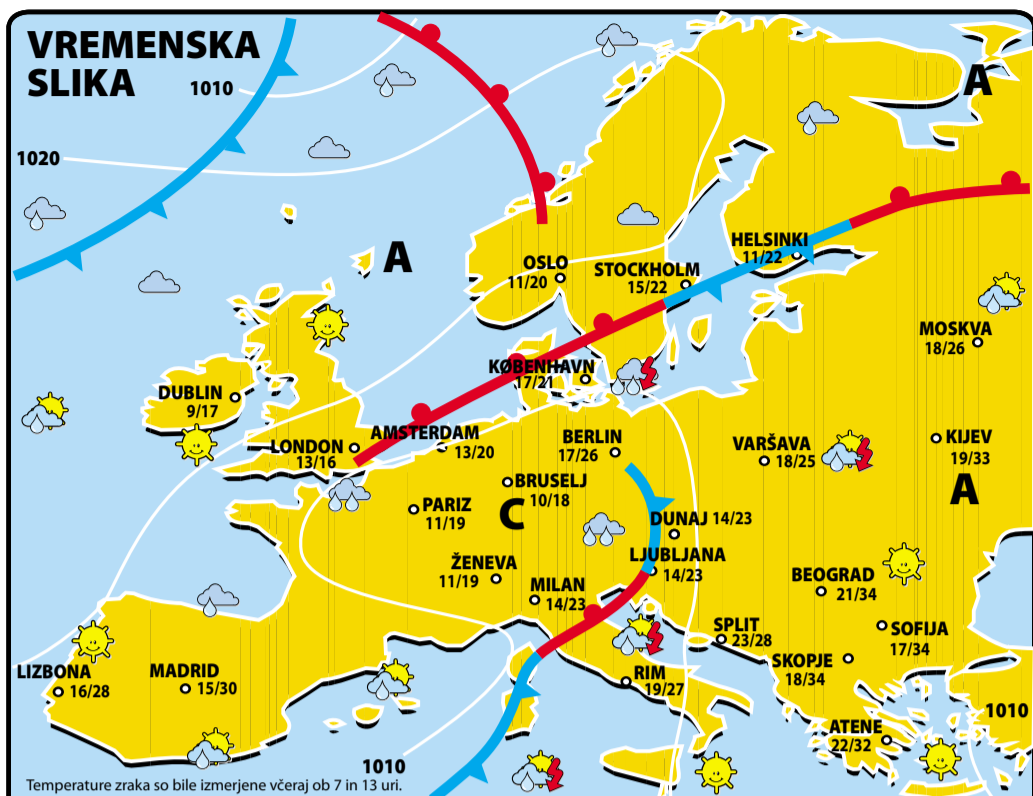 VREMENSKA
SLIKA
1010
1020
A
A
HELSINKI
11/22
OSLO
11/20
STOCKHOLM
15/22
MOSKVA
18/26
KØBENHAVN
17/21
DUBLIN
9/17
LONDON
13/16
AMSTERDAM
13/20
BERLIN
17/26
VARŠAVA
18/25
KIJEV
19/33
A
BRUSELJ
10/18
PARIZ
11/19
C
DUNAJ 14/23
LJUBLJANA
14/23
ŽENEVA
11/19
MILAN
14/23
BEOGRAD
21/34
SPLIT
23/28
SOFIJA
17/34
SKOPJE
18/34
LIZBONA
16/28
MADRID
15/30
RIM
19/27
1010
ATENE
22/32
1010
Temperature zraka so bile izmerjene včeraj ob 7 in 13 uri.